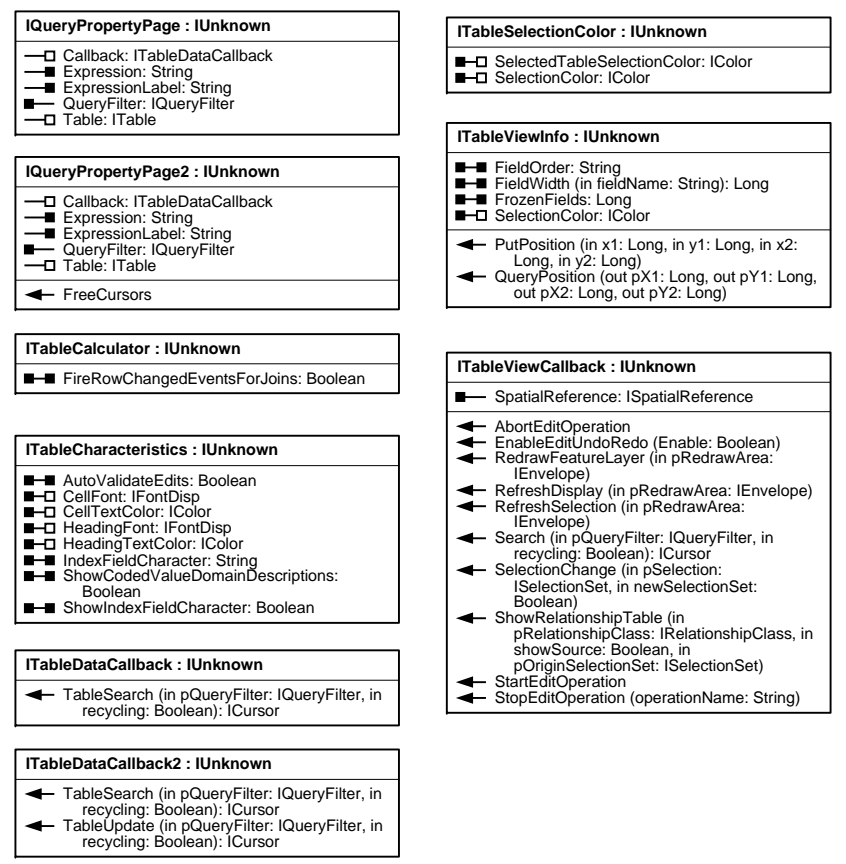 IQueryPropertyPage : IUnknown
Callback: ITableDataCallback
Expression: String
ExpressionLabel: String
QueryFilter: IQueryFilter
Table: ITable
IQueryPropertyPage2 : IUnknown
Callback: ITableDataCallback
Expression: String
ExpressionLabel: String
QueryFilter: IQueryFilter
Table: ITable
FreeCursors
ITableCalculator : IUnknown
FireRowChangedEventsForJoins: Boolean
ITableCharacteristics : IUnknown
AutoValidateEdits: Boolean
CellFont: IFontDisp
CellTextColor: IColor
HeadingFont: IFontDisp
HeadingTextColor: IColor
IndexFieldCharacter: String
ShowCodedValueDomainDescriptions:
Boolean
ShowIndexFieldCharacter: Boolean
ITableDataCallback : IUnknown
TableSearch (in pQueryFilter: IQueryFilter, in
recycling: Boolean): ICursor
ITableDataCallback2 : IUnknown
TableSearch (in pQueryFilter: IQueryFilter, in
recycling: Boolean): ICursor
TableUpdate (in pQueryFilter: IQueryFilter, in
recycling: Boolean): ICursor
ITableSelectionColor : IUnknown
SelectedTableSelectionColor: IColor
SelectionColor: IColor
ITableViewInfo : IUnknown
FieldOrder: String
FieldWidth (in fieldName: String): Long
FrozenFields: Long
SelectionColor: IColor
PutPosition (in x1: Long, in y1: Long, in x2:
Long, in y2: Long)
QueryPosition (out pX1: Long, out pY1: Long,
out pX2: Long, out pY2: Long)
ITableViewCallback : IUnknown
SpatialReference: ISpatialReference
AbortEditOperation
EnableEditUndoRedo (Enable: Boolean)
RedrawFeatureLayer (in pRedrawArea:
IEnvelope)
RefreshDisplay (in pRedrawArea: IEnvelope)
RefreshSelection (in pRedrawArea:
IEnvelope)
Search (in pQueryFilter: IQueryFilter, in
recycling: Boolean): ICursor
SelectionChange (in pSelection:
ISelectionSet, in newSelectionSet:
Boolean)
ShowRelationshipTable (in
pRelationshipClass: IRelationshipClass, in
showSource: Boolean, in
pOriginSelectionSet: ISelectionSet)
StartEditOperation
StopEditOperation (operationName: String)